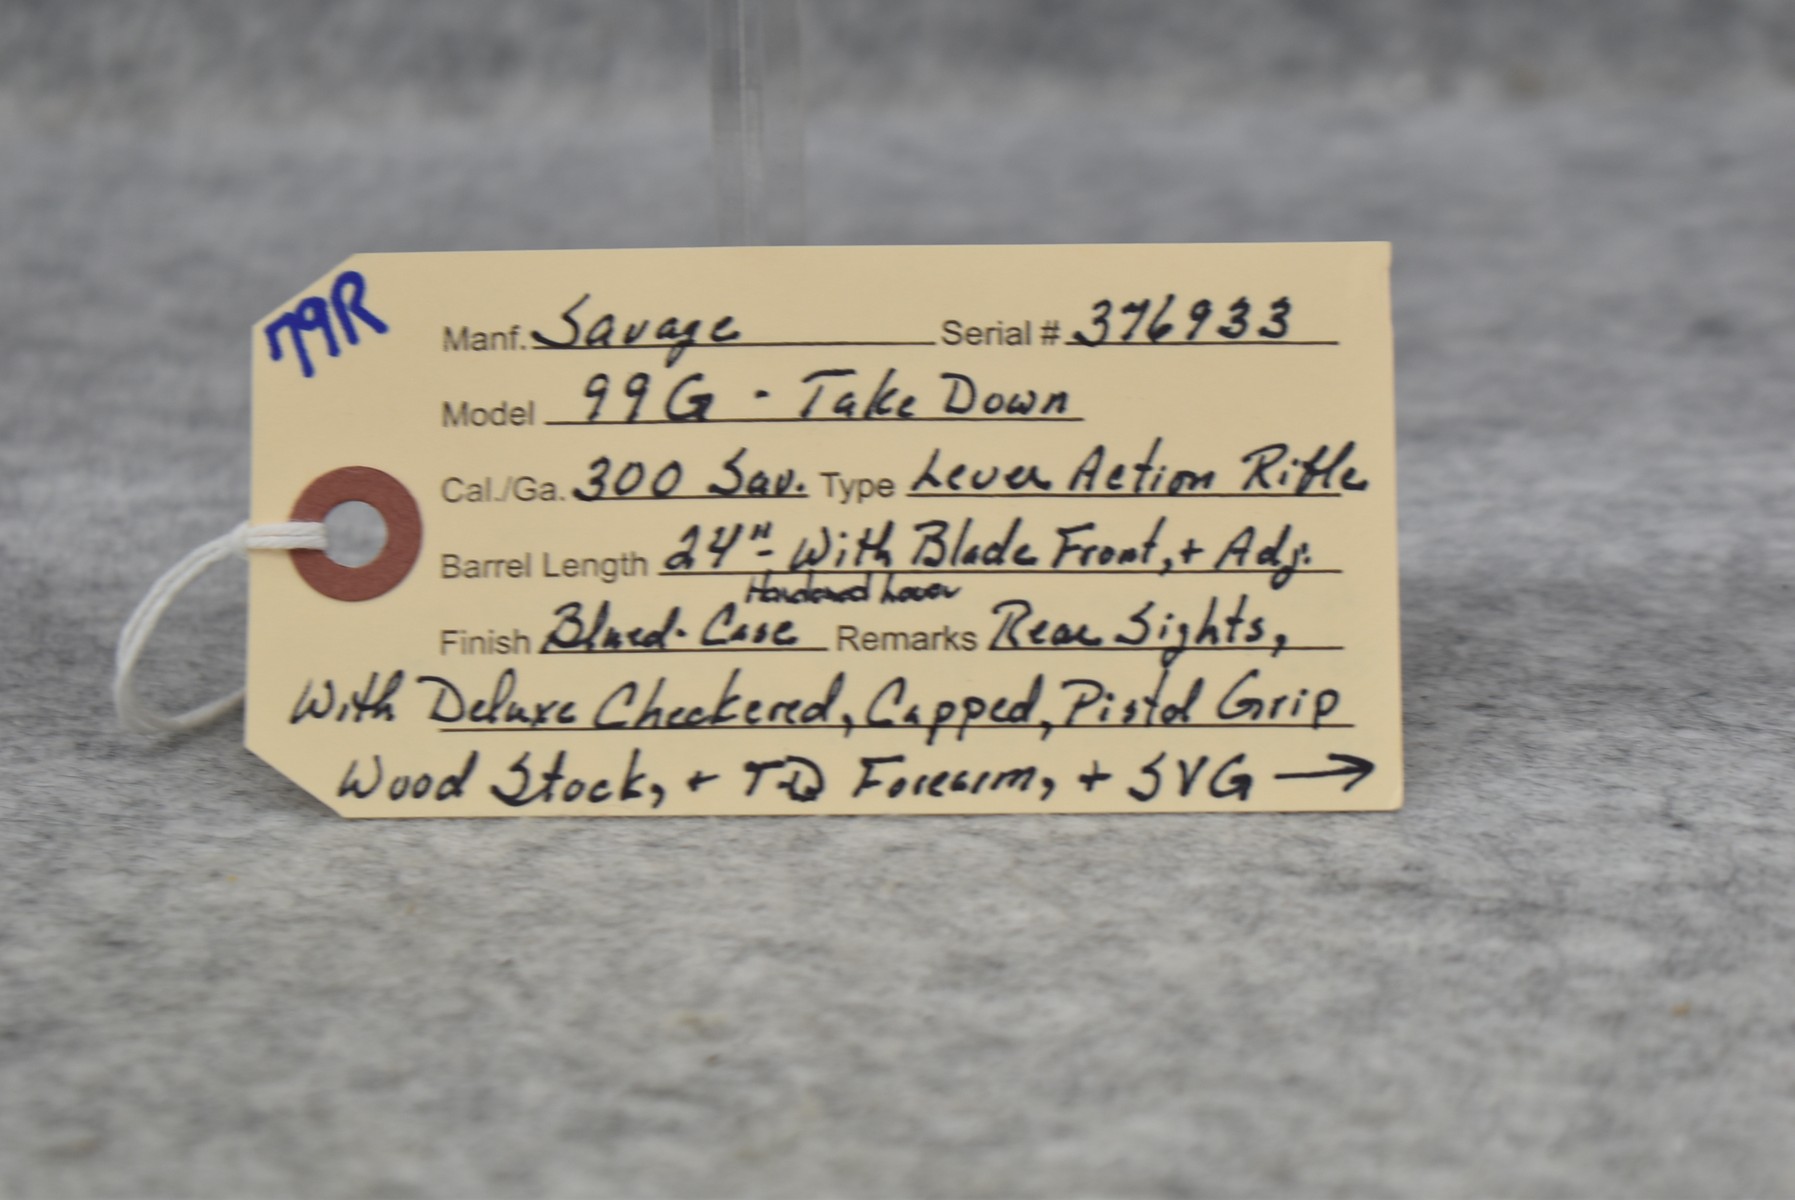 79R
Manf. Savage Serial # 376933
Model 99G - Take Down
Cal./Ga. 300 Sav. Type Lever Action Rifle
Barrel Length 24" - With Blade Front, + Adj.
Hardened Lever
Finish Blued. Case Remarks Rear Sights,
With Deluxe Checkered, Capped, Pistol Grip
Wood Stock, + TD Forearm, + SVG →